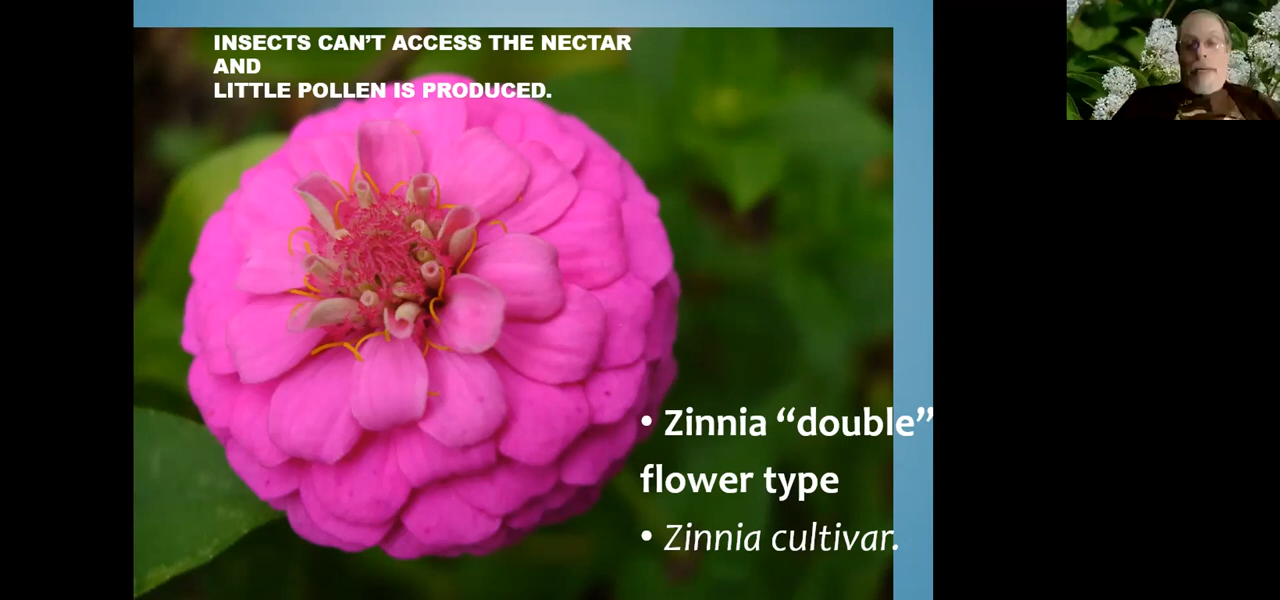 INSECTS CAN’T ACCESS THE NECTAR
AND
LITTLE POLLEN IS PRODUCED.
• Zinnia “double”
flower type
• Zinnia cultivar.